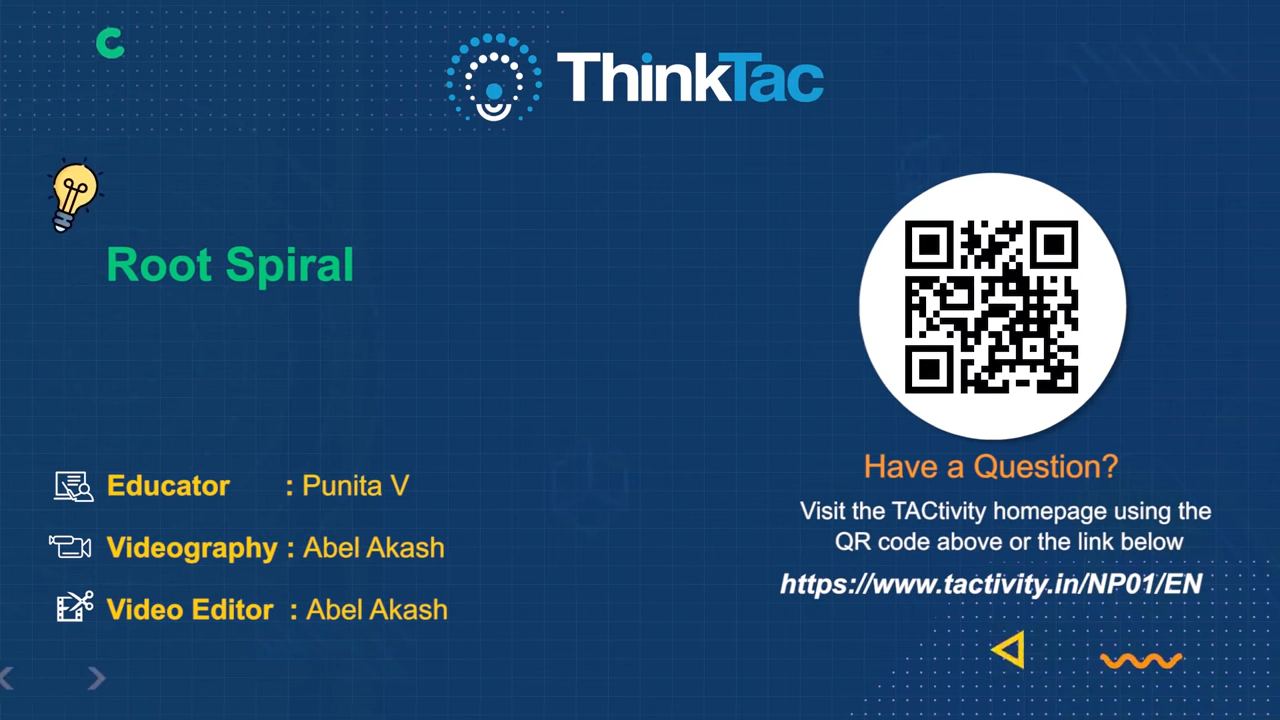 ThinkTac
Root Spiral
Educator : Punita V
Videography : Abel Akash
Video Editor : Abel Akash
Have a Question?
Visit the TACtivity homepage using the
QR code above or the link below
https://www.tactivity.in/NP01/EN